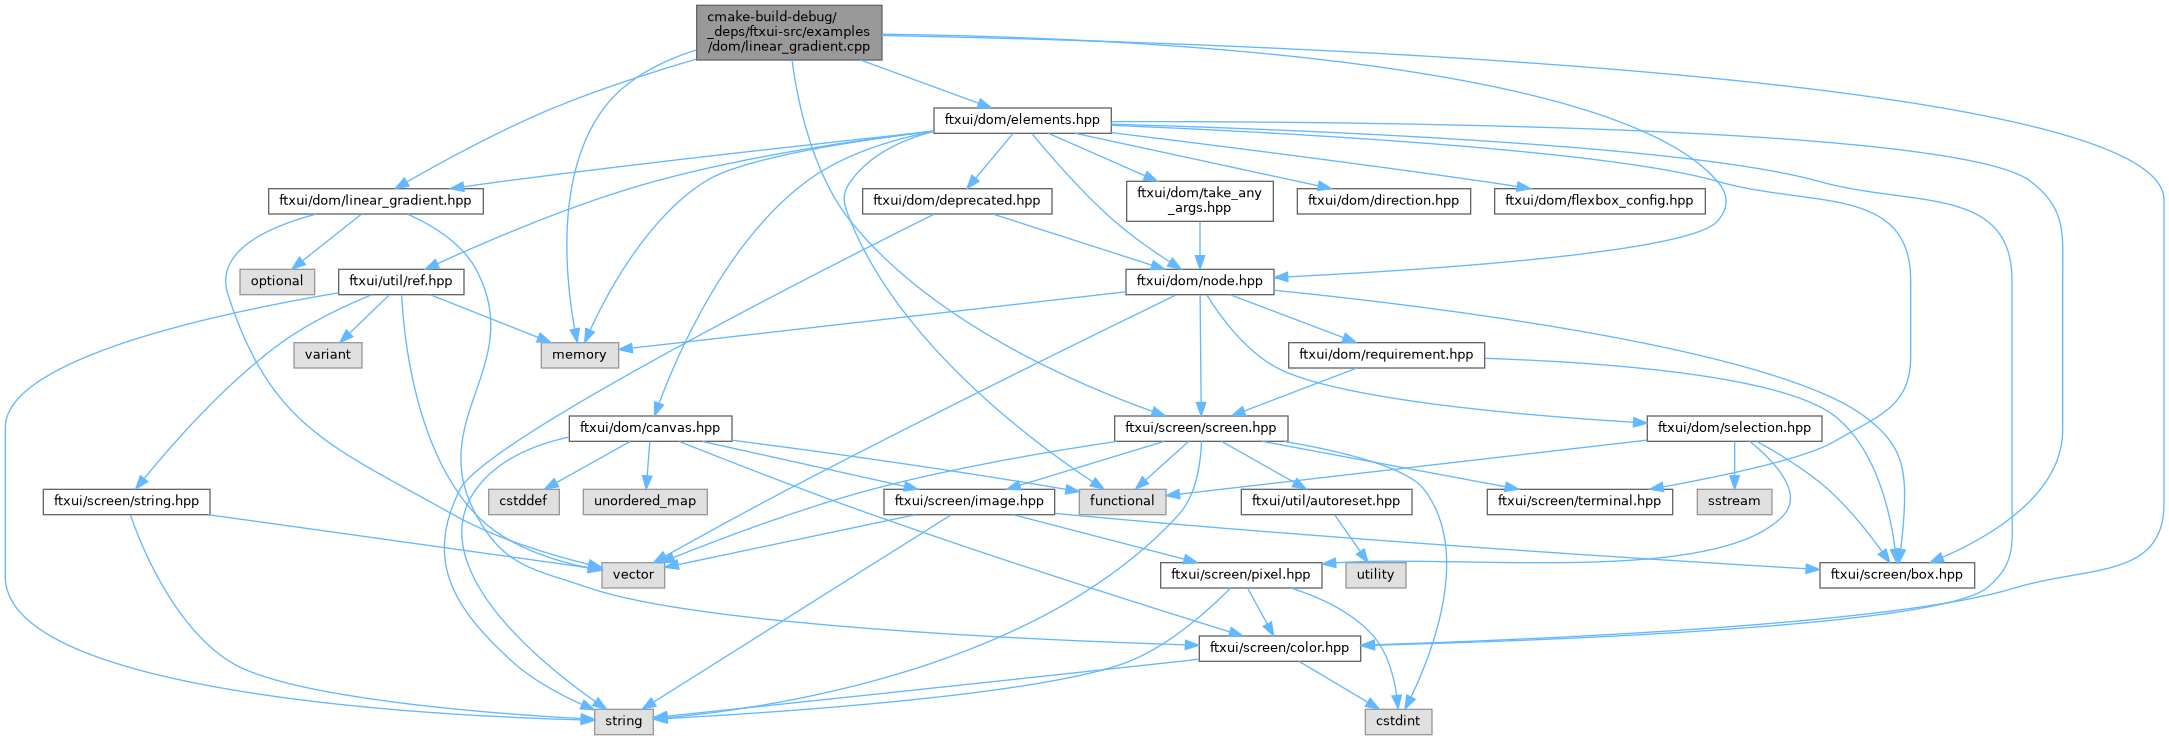 cmake-build-debug/
_deps/ftxui-src/examples
/dom/linear_gradient.cpp
ftxui/dom/elements.hpp
ftxui/dom/linear_gradient.hpp
ftxui/dom/deprecated.hpp
ftxui/dom/take_any
_args.hpp
ftxui/dom/direction.hpp
ftxui/dom/flexbox_config.hpp
optional
ftxui/util/ref.hpp
ftxui/dom/node.hpp
variant
memory
ftxui/dom/requirement.hpp
ftxui/dom/canvas.hpp
ftxui/screen/screen.hpp
ftxui/dom/selection.hpp
ftxui/screen/string.hpp
cstddef
unordered_map
ftxui/screen/image.hpp
functional
ftxui/util/autoreset.hpp
ftxui/screen/terminal.hpp
sstream
vector
ftxui/screen/pixel.hpp
utility
ftxui/screen/box.hpp
ftxui/screen/color.hpp
string
cstdint